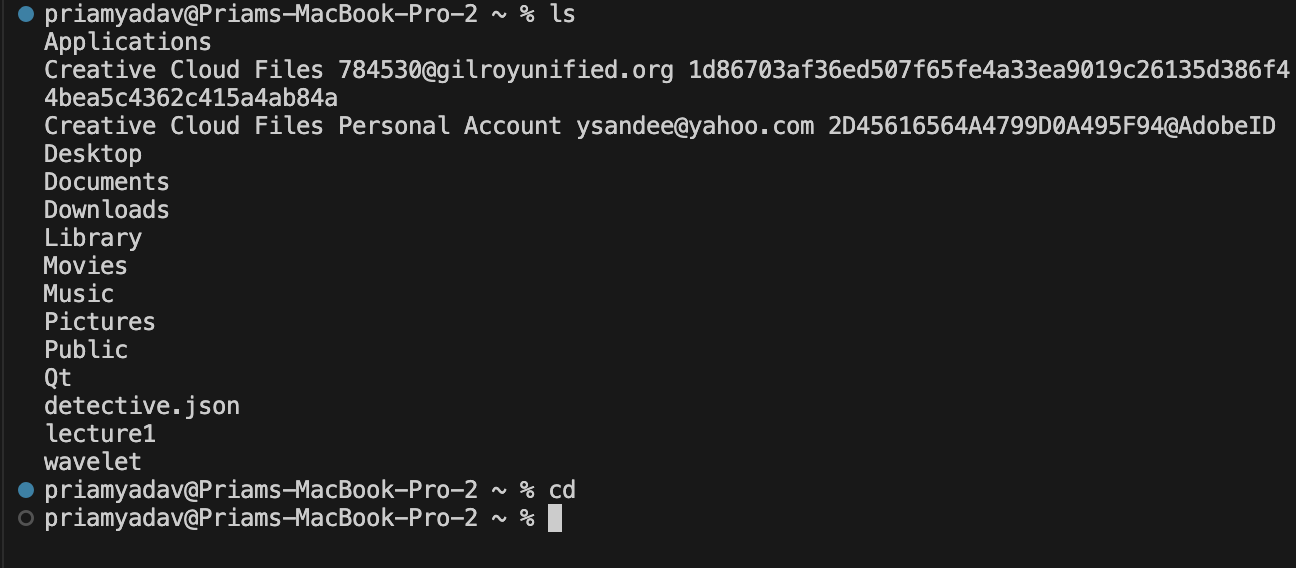 priamyadav@Priams-MacBook-Pro-2 ~ % ls
Applications
Creative Cloud Files 784530@gilroyunified.org 1d86703af36ed507f65fe4a33ea9019c26135d386f4
4bea5c4362c415a4ab84a
Creative Cloud Files Personal Account ysandee@yahoo.com 2D45616564A4799D0A495F94@AdobeID
Desktop
Documents
Downloads
Library
Movies
Music
Pictures
Public
Qt
detective.json
lecture1
wavelet
priamyadav@Priams-MacBook-Pro-2 ~ % cd
priamyadav@Priams-MacBook-Pro-2 ~ %